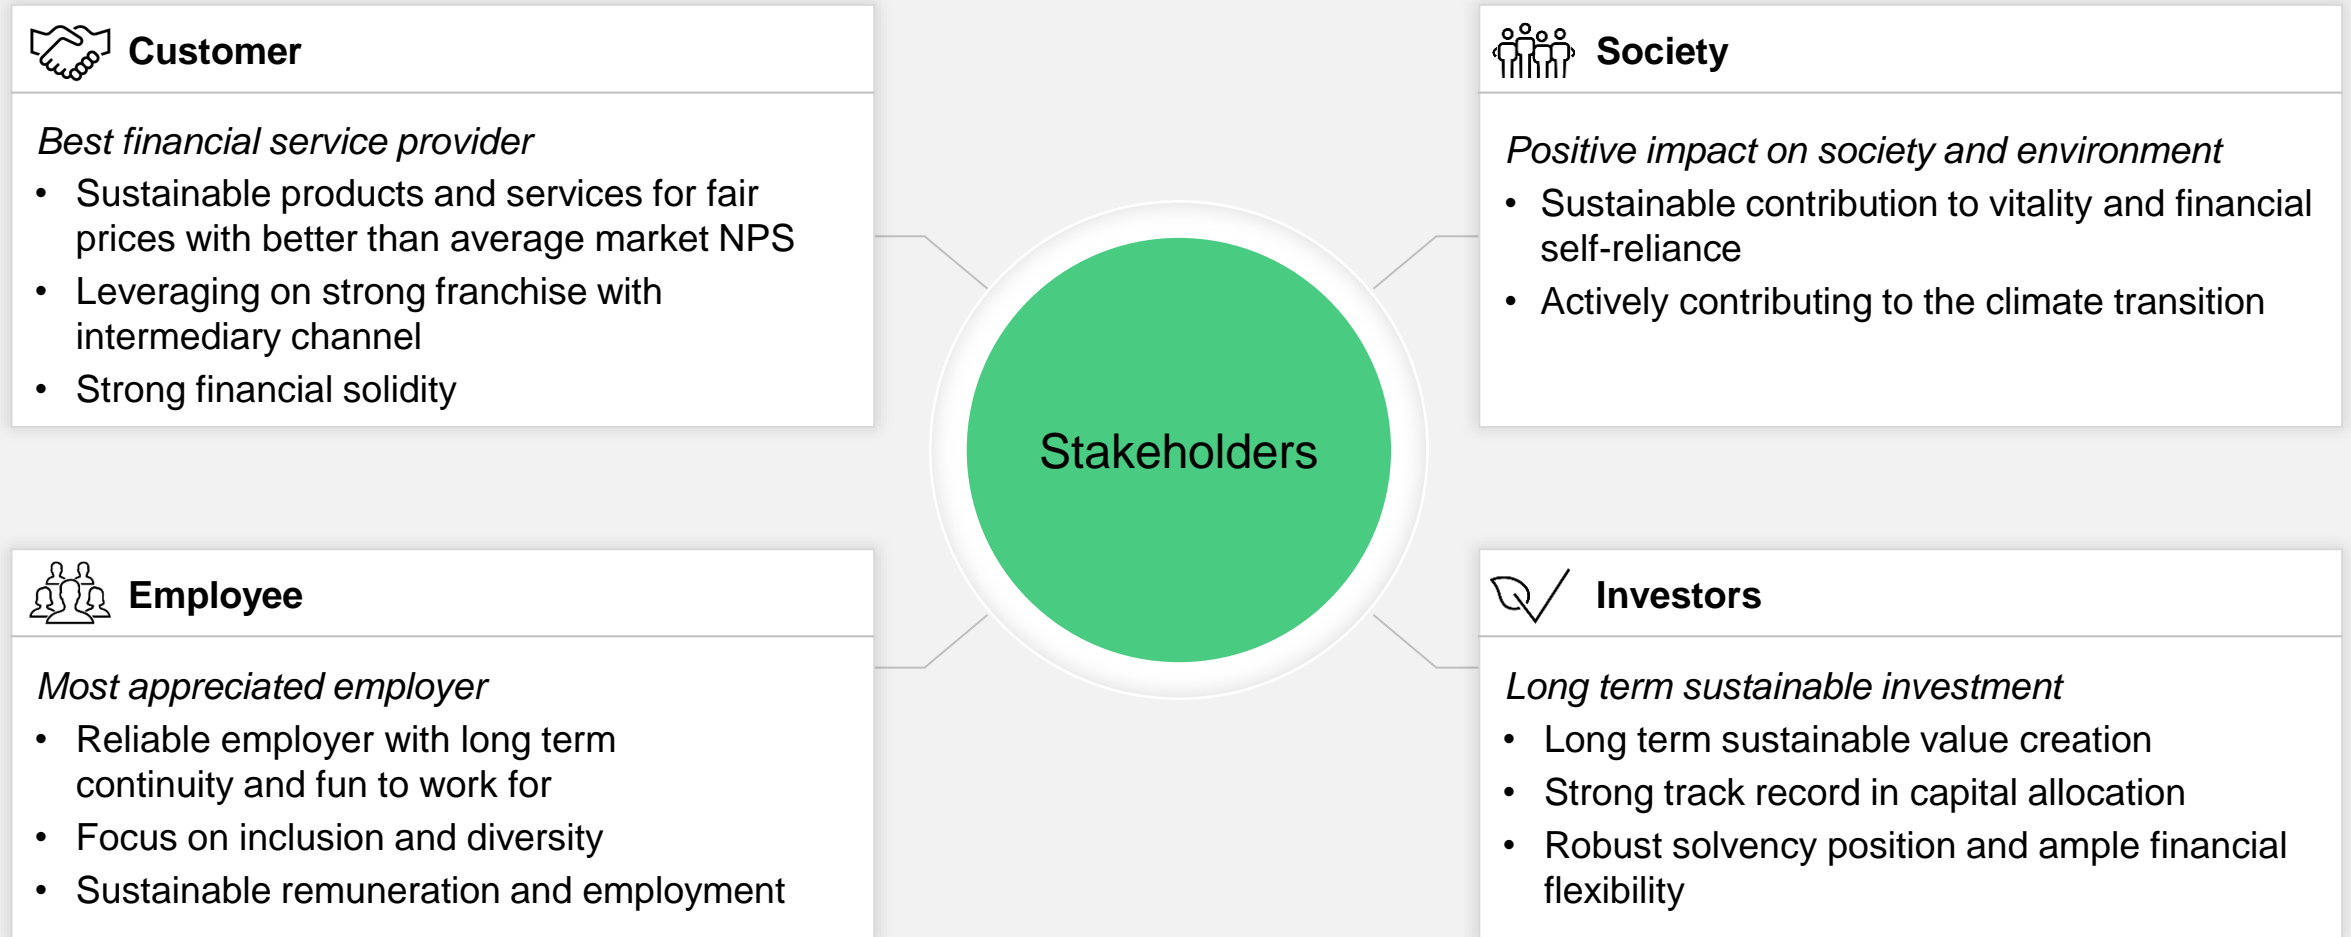 Customer
Best financial service provider
• Sustainable products and services for fair
prices with better than average market NPS
• Leveraging on strong franchise with
intermediary channel
• Strong financial solidity
Society
Positive impact on society and environment
• Sustainable contribution to vitality and financial
self-reliance
• Actively contributing to the climate transition
Stakeholders
Employee
Most appreciated employer
• Reliable employer with long term
continuity and fun to work for
• Focus on inclusion and diversity
• Sustainable remuneration and employment
Investors
Long term sustainable investment
• Long term sustainable value creation
• Strong track record in capital allocation
• Robust solvency position and ample financial
flexibility